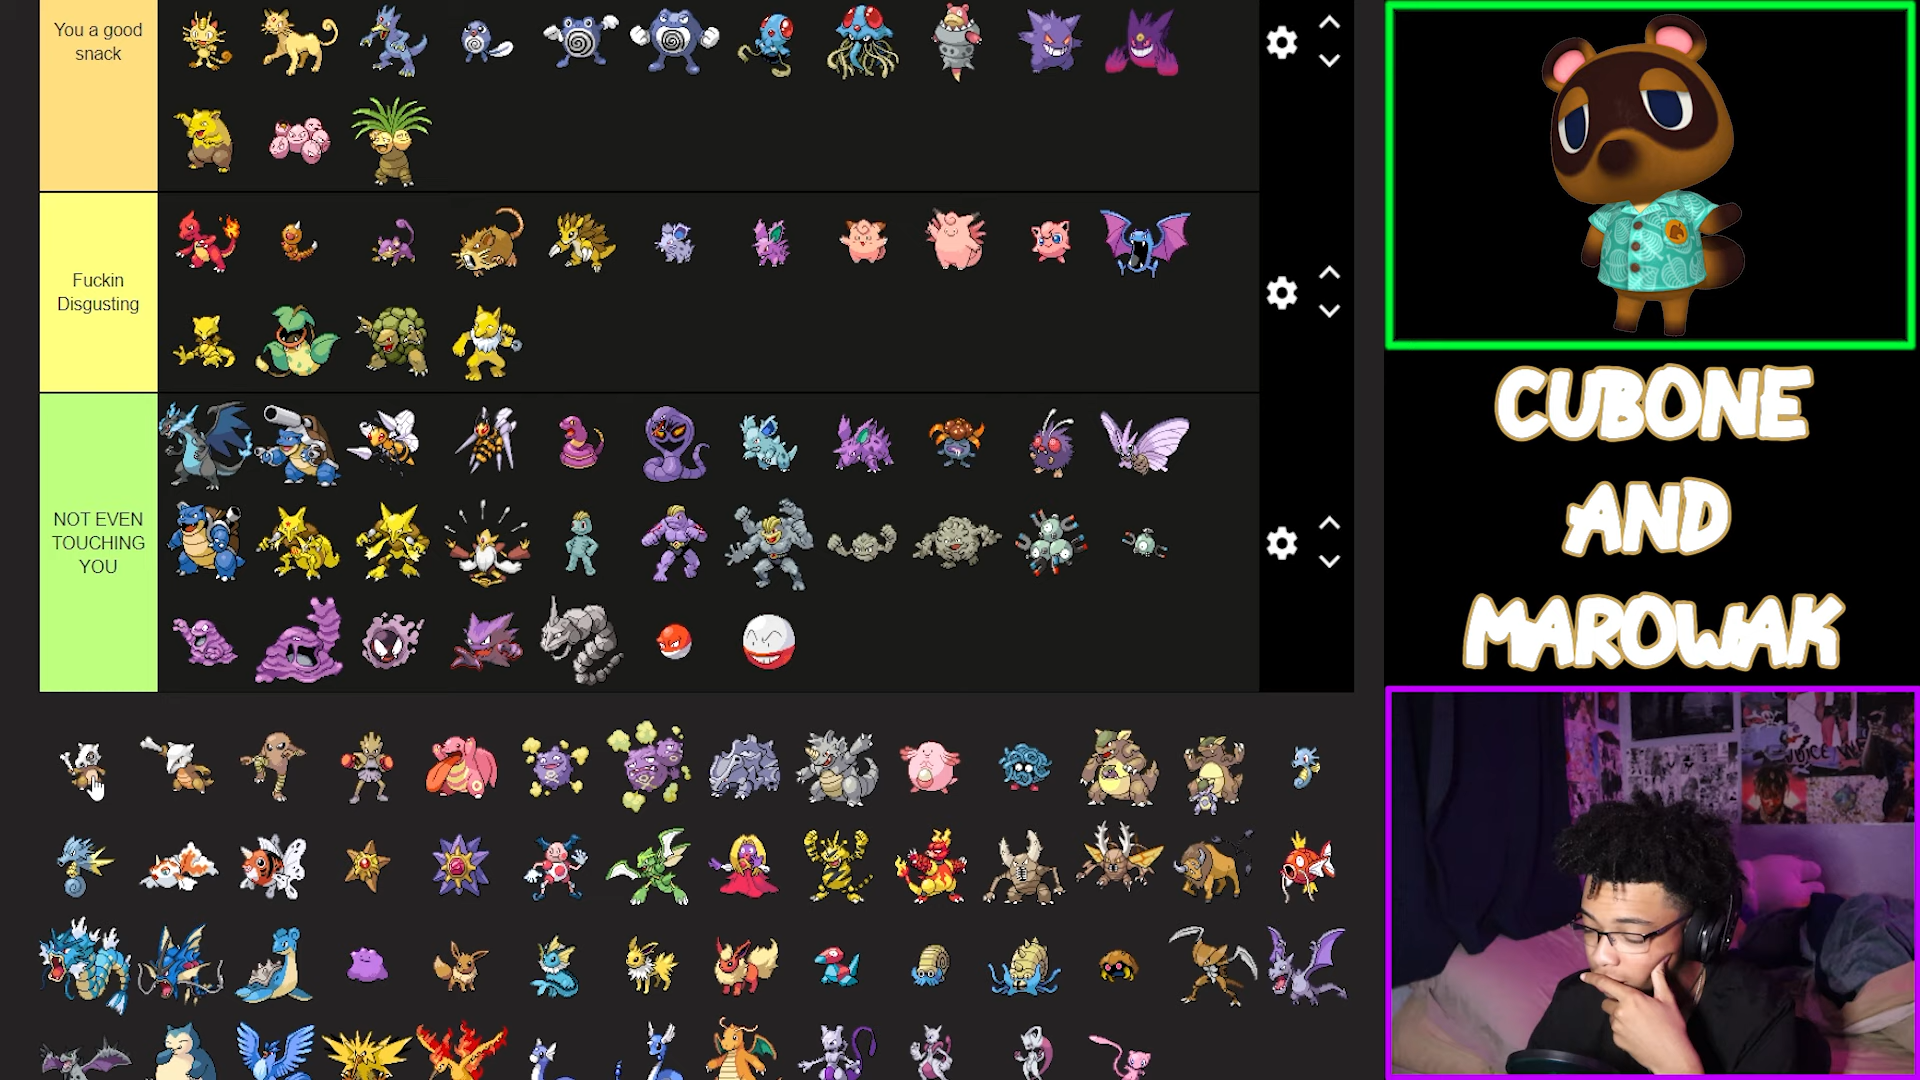 You a good
snack
Fuckin
Disgusting
NOT EVEN
TOUCHING
YOU
CUBONE
AND
MAROWAK